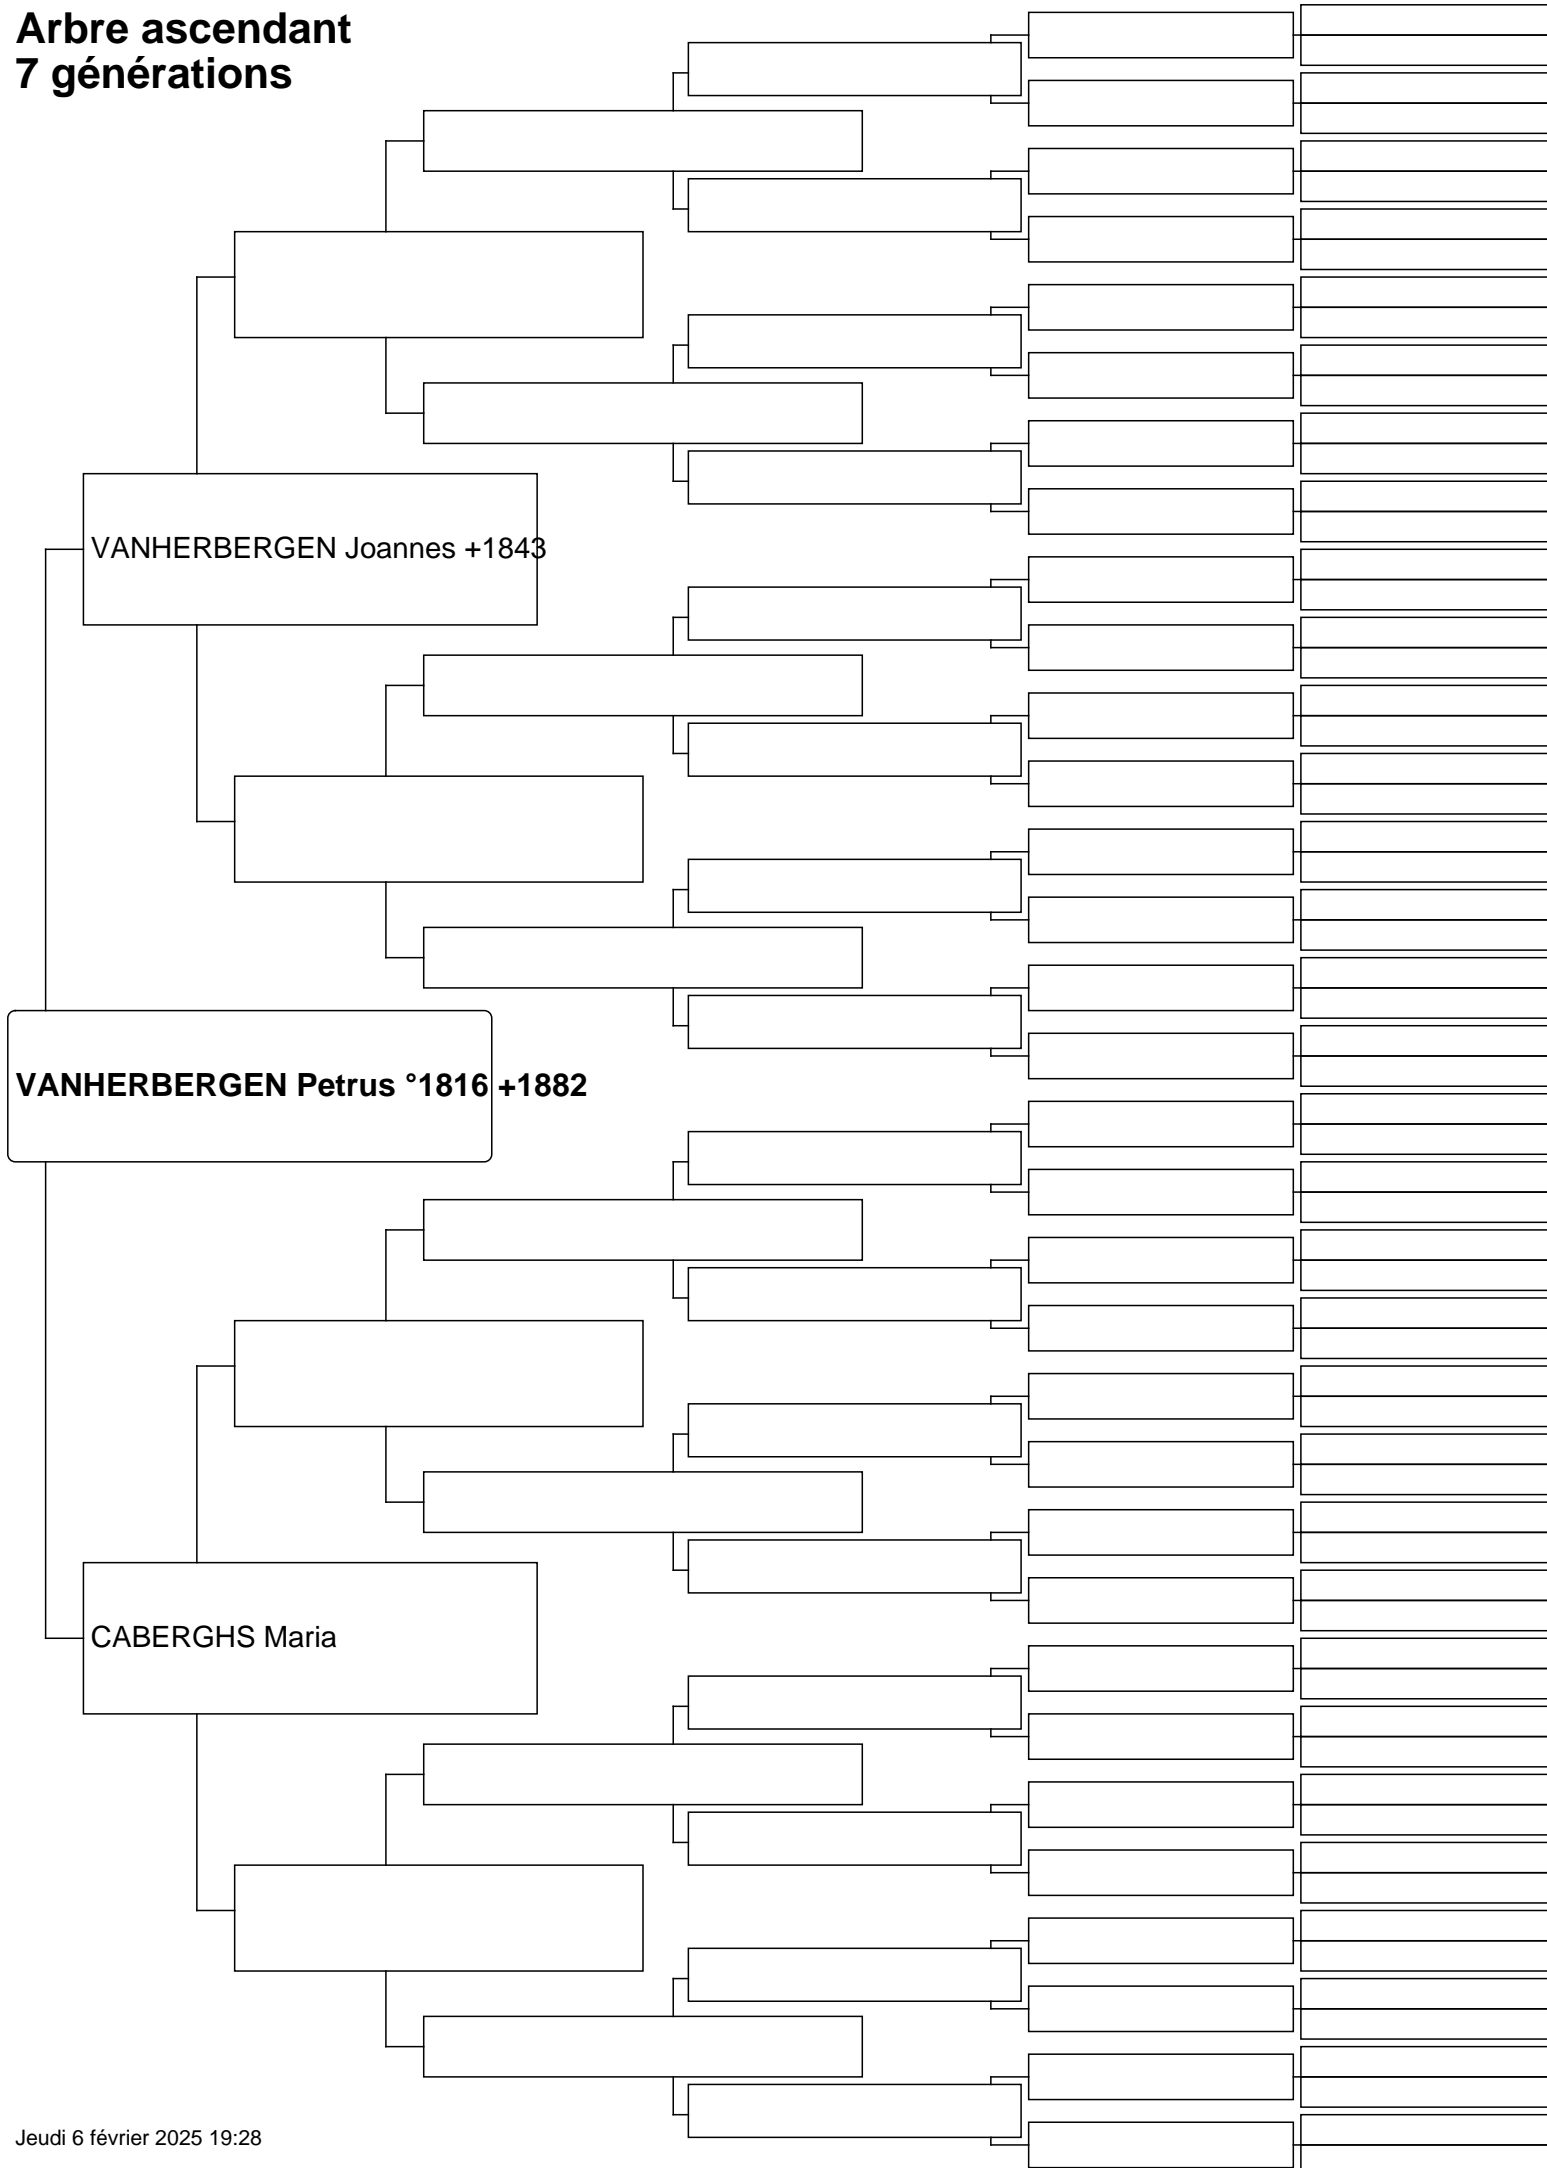 Arbre ascendant
7 générations
VANHERBERGEN Joannes +1843
VANHERBERGEN Petrus °1816 +1882
CABERGHS Maria
Jeudi 6 février 2025 19:28